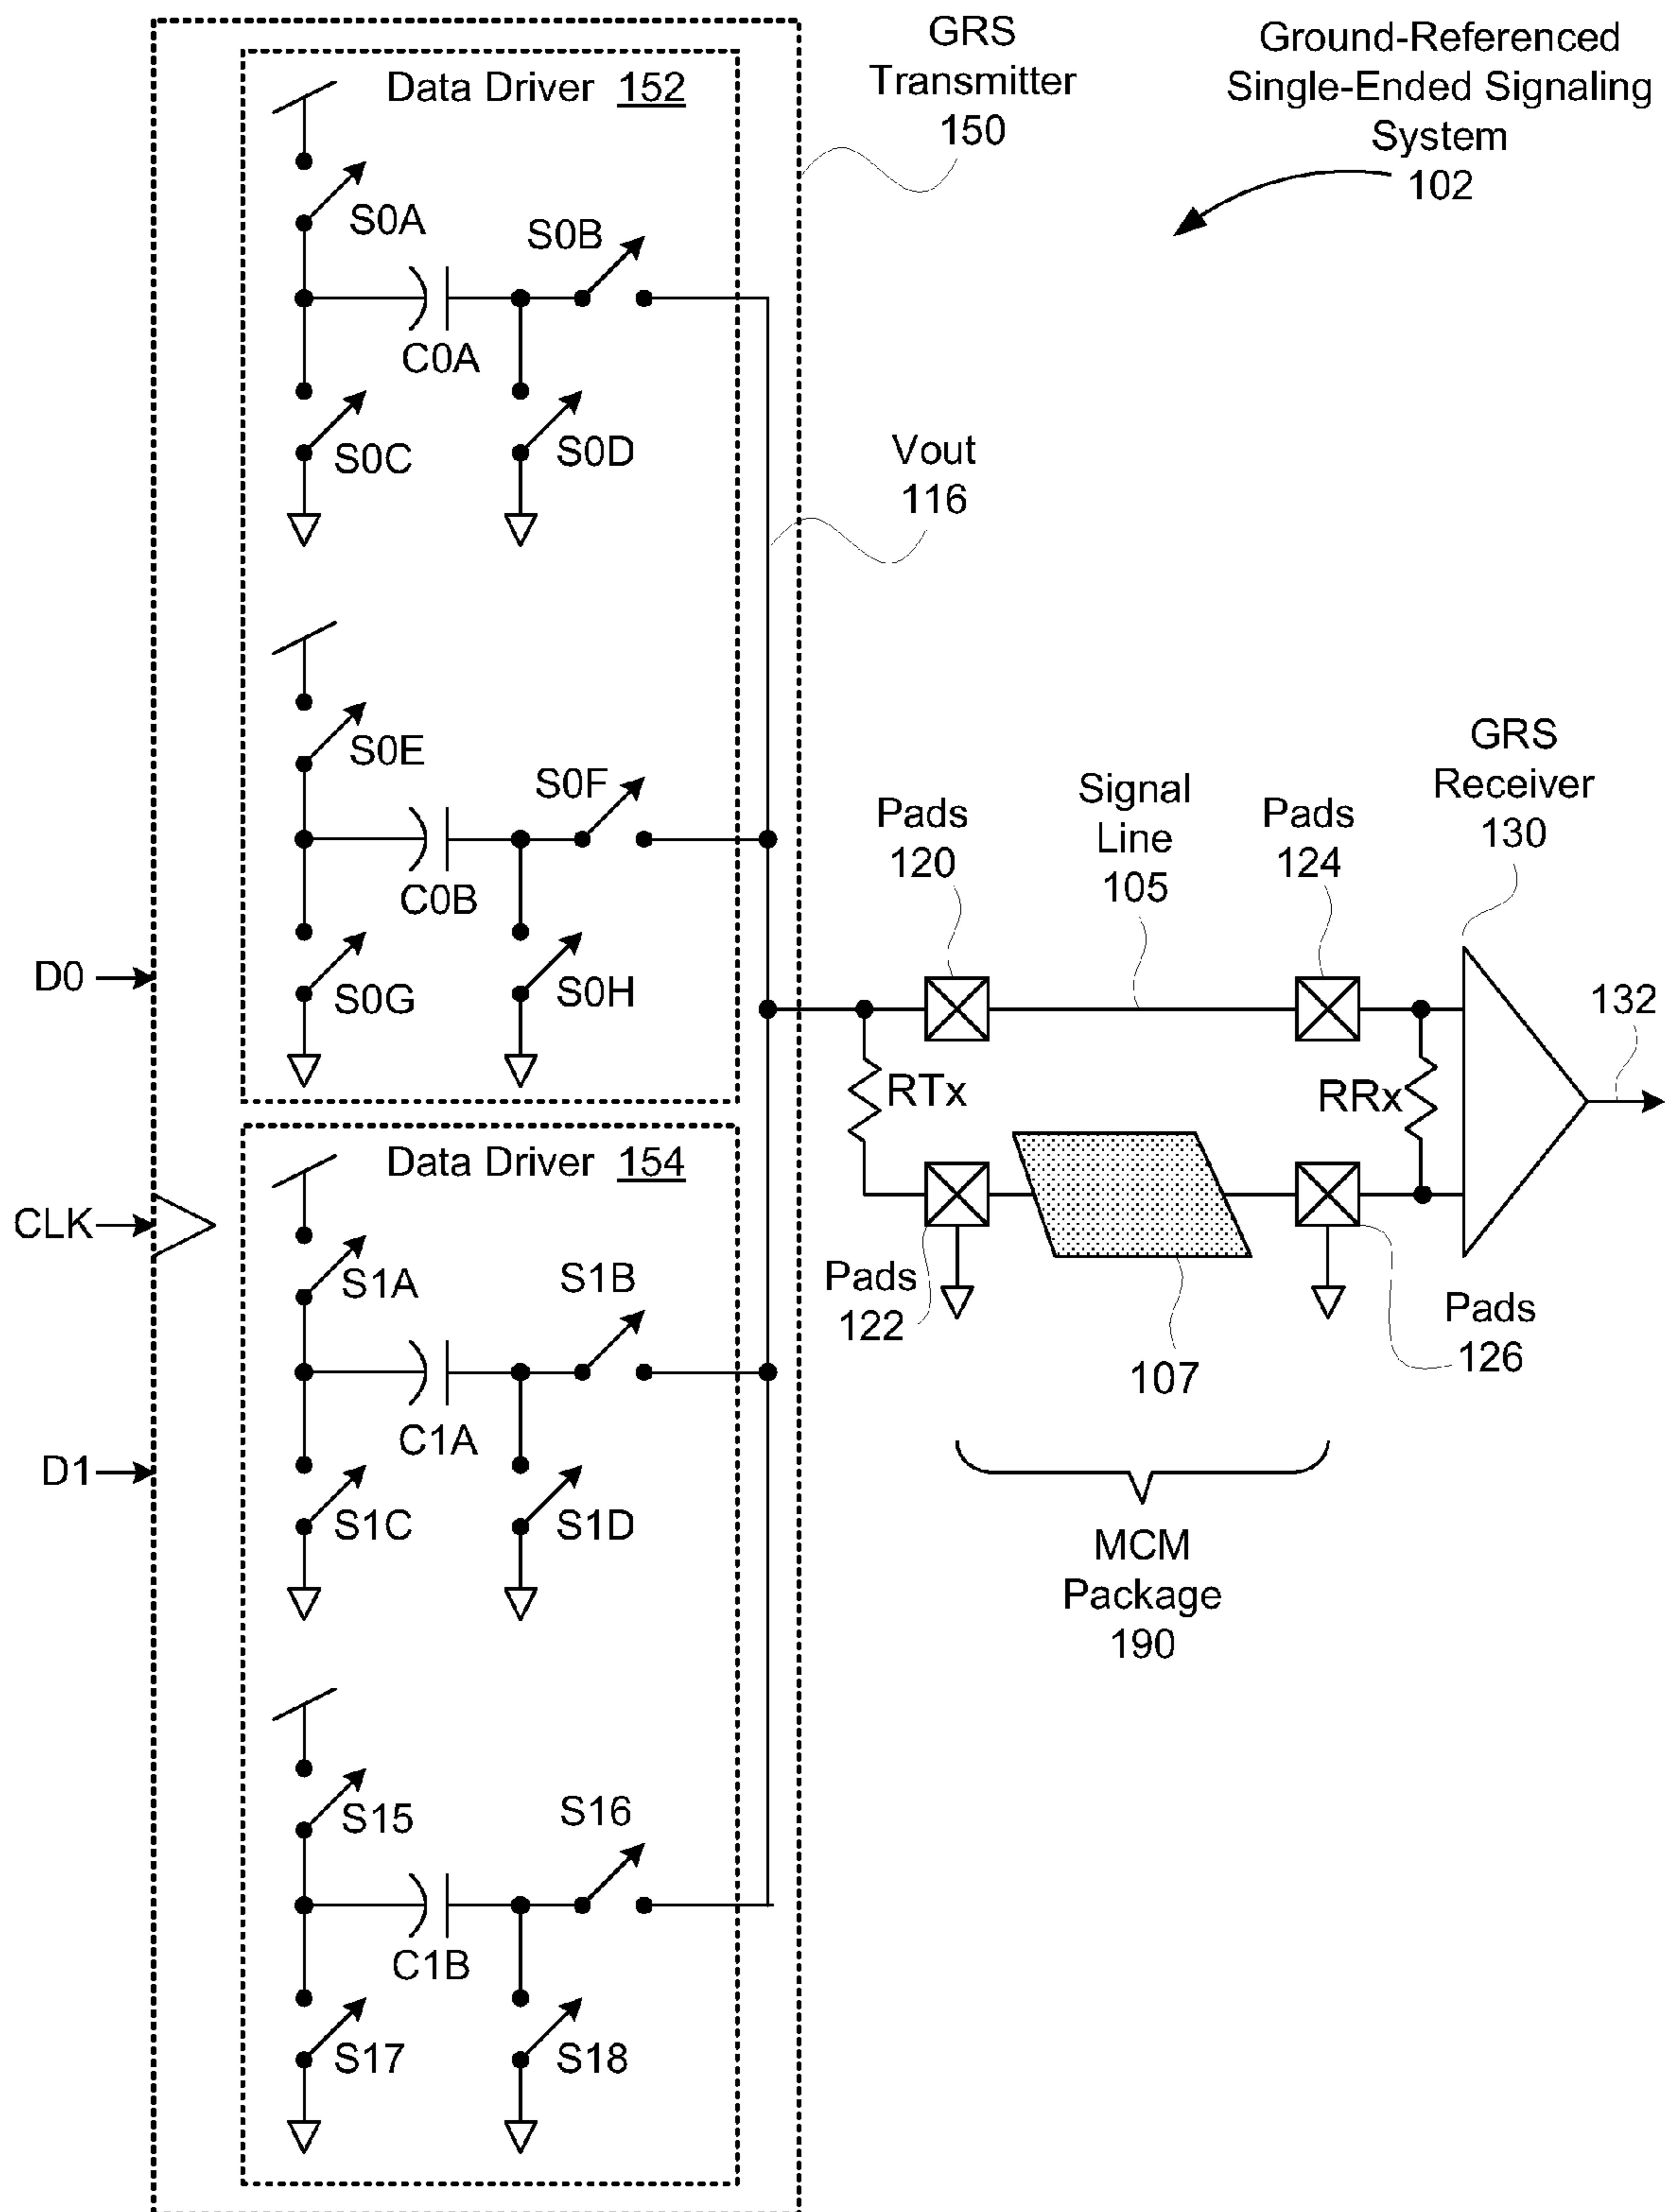 GRS
Transmitter
150
Ground-Referenced
Single-Ended Signaling
System
102
Data Driver 152
S0A
S0B
C0A
S0C
S0D
Vout
116
S0E
S0F
C0B
S0G
S0H
D0
Pads
120
Signal
Line
105
Pads
124
GRS
Receiver
130
132
RTx
RRx
Data Driver 154
CLK
S1A
S1B
C1A
S1C
S1D
D1
Pads
122
107
Pads
126
MCM
Package
190
S15
S16
C1B
S17
S18